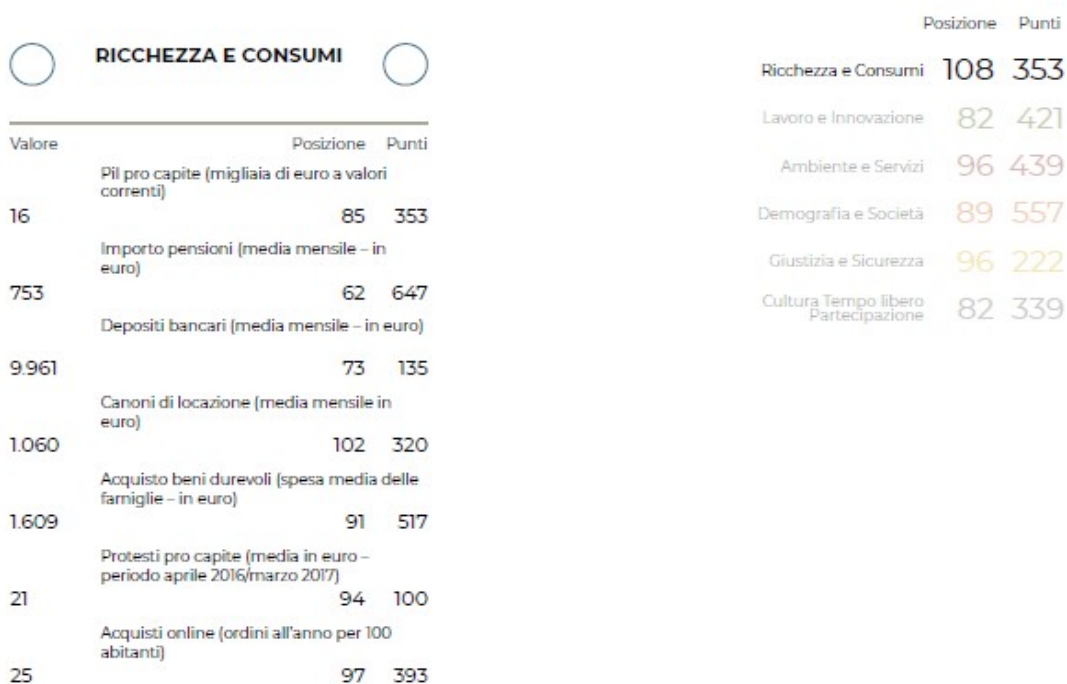 RICCHEZZA E CONSUMI
Valore Posizione Punti
Pil pro capite (migliaia di euro a valori
correnti)
16 85 353
Importo pensioni (media mensile – in
euro)
753 62 647
Depositi bancari (media mensile – in euro)
9.961 73 135
Canoni di locazione (media mensile in
euro)
1.060 102 320
Acquisto beni durevoli (spesa media delle
famiglie – in euro)
1.609 91 517
Protesti pro capite (media in euro –
periodo aprile 2016/marzo 2017)
21 94 100
Acquisti online (ordini all'anno per 100
abitanti)
25 97 393
Posizione Punti
Ricchezza e Consumi 108 353
Lavoro e Innovazione 82 421
Ambiente e Servizi 96 439
Demografia e Società 89 557
Giustizia e Sicurezza 96 222
Cultura Tempo libero
Partecipazione 82 339